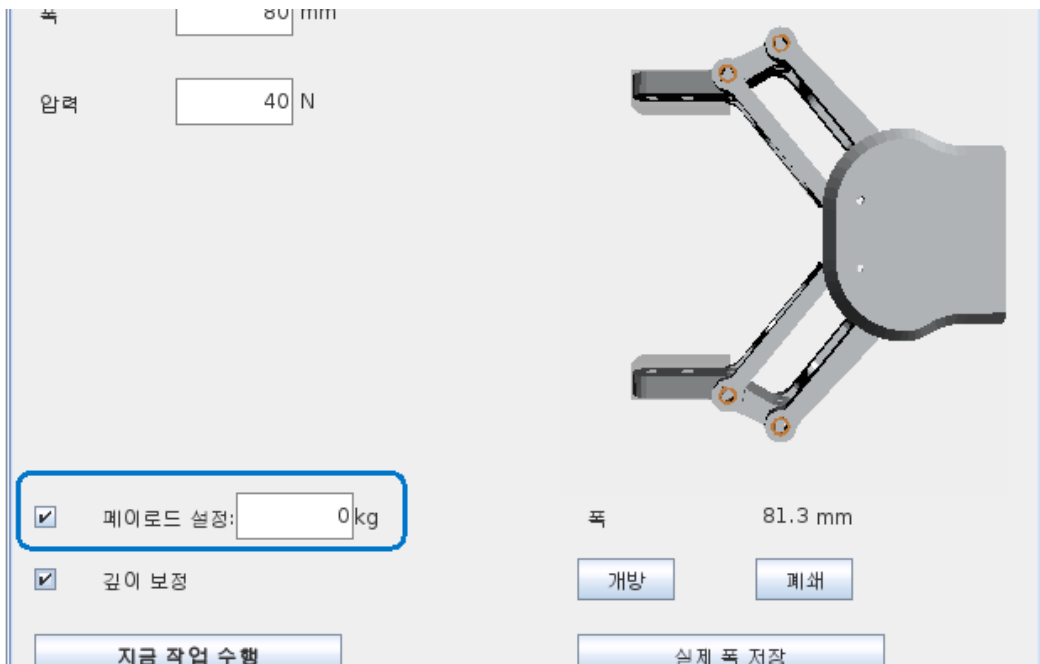 폭 80 mm
압력 40 N
페이로드 설정: 0 kg
폭 81.3 mm
깊이 보정
개방 폐쇄
지금 작업 수행
실제 폭 저장